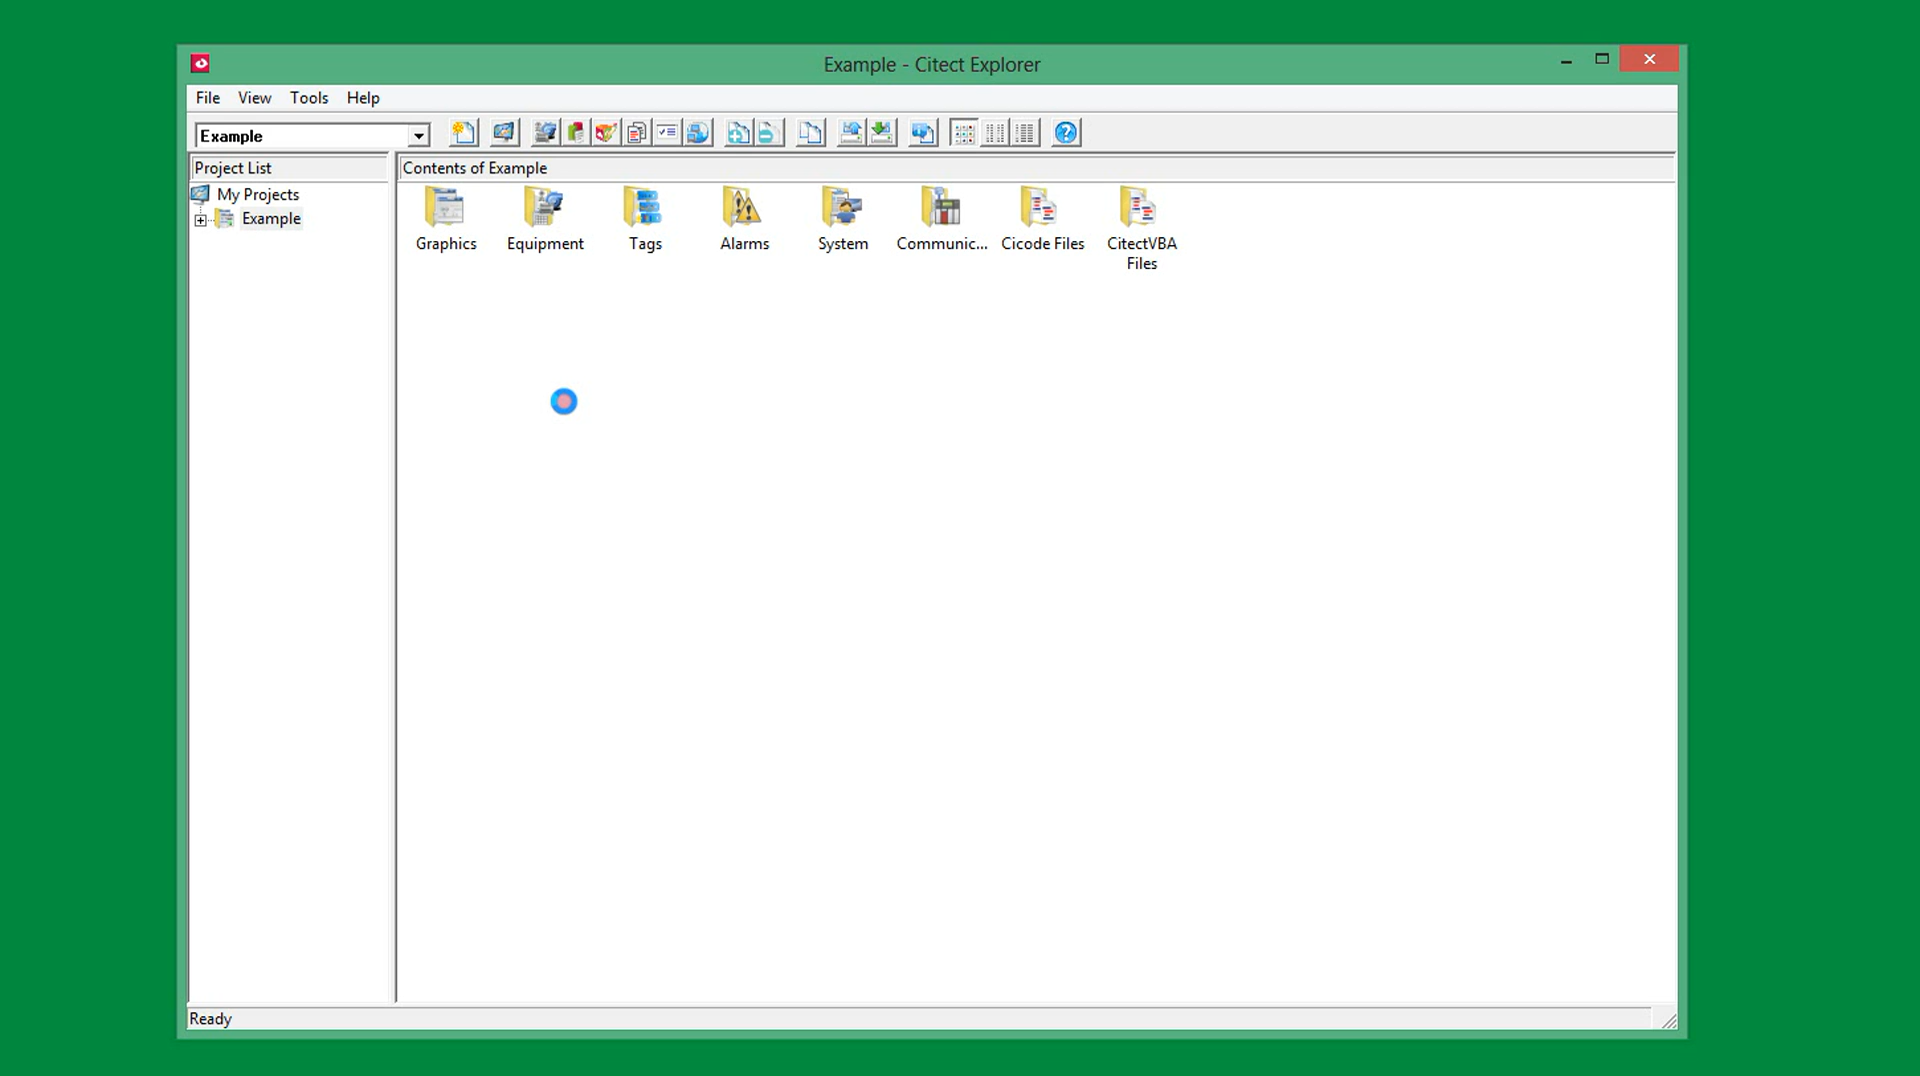 Example - Citect Explorer
File View Tools Help
Example
Project List
Contents of Example
My Projects
Example
Graphics Equipment Tags Alarms System Communic... Cicode Files CitectVBA
Files
Ready